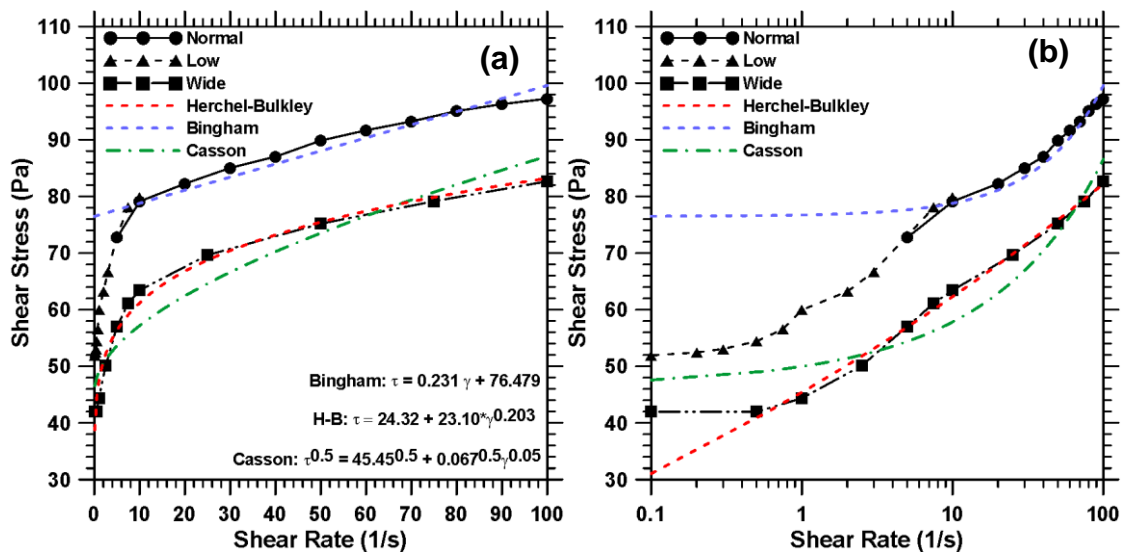 110
100
90
80
70
60
50
40
30
Shear Stress (Pa)
Normal
Low
Wide
Herchel-Bulkley
Bingham
Casson
(a)
Bingham: τ = 0.231 γ + 76.479
H-B: τ = 24.32 + 23.10*γ0.203
Casson: τ0.5 = 45.450.5 + 0.0670.5γ0.05
0 10 20 30 40 50 60 70 80 90 100
Shear Rate (1/s)
110
100
90
80
70
60
50
40
30
Shear Stress (Pa)
Normal
Low
Wide
Herchel-Bulkley
Bingham
Casson
(b)
0.1 1 10 100
Shear Rate (1/s)